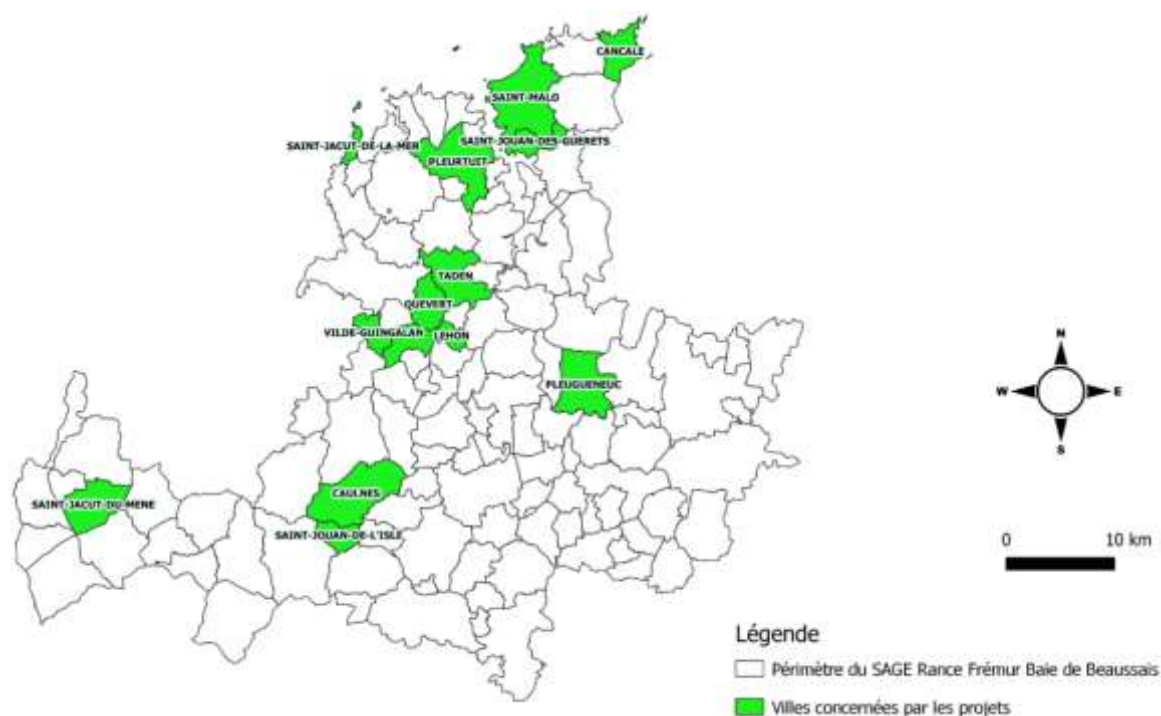 CANCALE
SAINT-MALO
SAINT-JOUAN-DES-GUERETS
SAINT-JACUT-DE-LA-MER
PLEURTUIT
TADEN
QUEVERT
VILDE-GUINGALAN
LEHON
PLEUGUENEUC
CAULNES
SAINT-JACUT-DU-MENE
SAINT-JOUAN-DE-L'ISLE
N
W
E
S
0
10 km
Légende
Périmètre du SAGE Rance Frémur Baie de Beaussais
Villes concernées par les projets